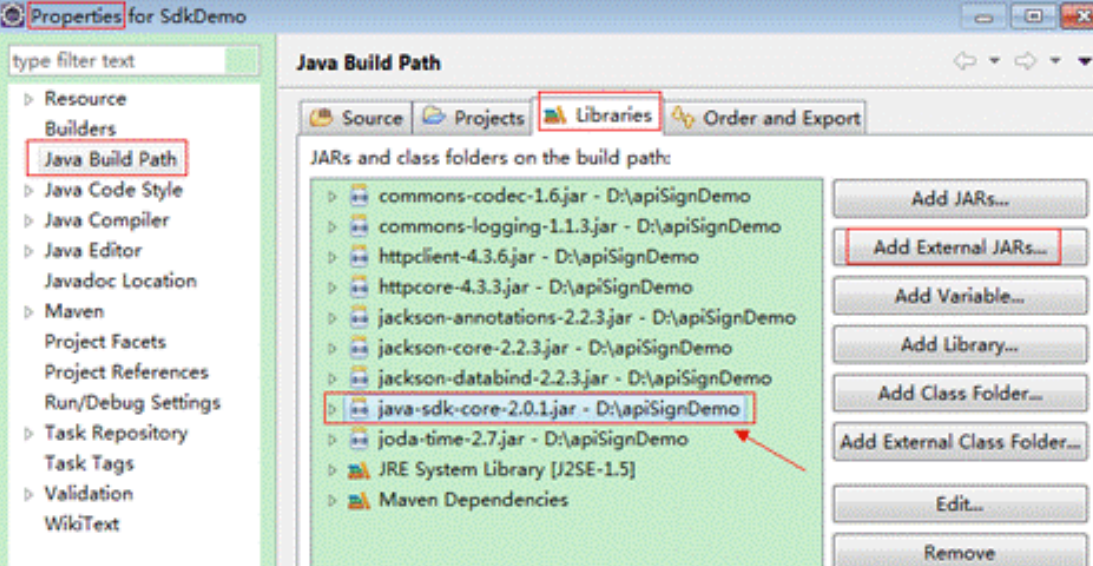 Properties for SdkDemo
type filter text
Resource
Builders
Java Build Path
Java Code Style
Java Compiler
Java Editor
Javadoc Location
Maven
Project Facets
Project References
Run/Debug Settings
Task Repository
Task Tags
Validation
WikiText
Java Build Path
Source
Projects
Libraries
Order and Export
JARs and class folders on the build path:
commons-codec-1.6.jar - D:\apiSignDemo
commons-logging-1.1.3.jar - D:\apiSignDemo
httpclient-4.3.6.jar - D:\apiSignDemo
httpcore-4.3.3.jar - D:\apiSignDemo
jackson-annotations-2.2.3.jar - D:\apiSignDemo
jackson-core-2.2.3.jar - D:\apiSignDemo
jackson-databind-2.2.3.jar - D:\apiSignDemo
java-sdk-core-2.0.1.jar - D:\apiSignDemo
joda-time-2.7.jar - D:\apiSignDemo
JRE System Library [J2SE-1.5]
Maven Dependencies
Add JARs...
Add External JARs...
Add Variable...
Add Library...
Add Class Folder...
Add External Class Folder...
Edit...
Remove